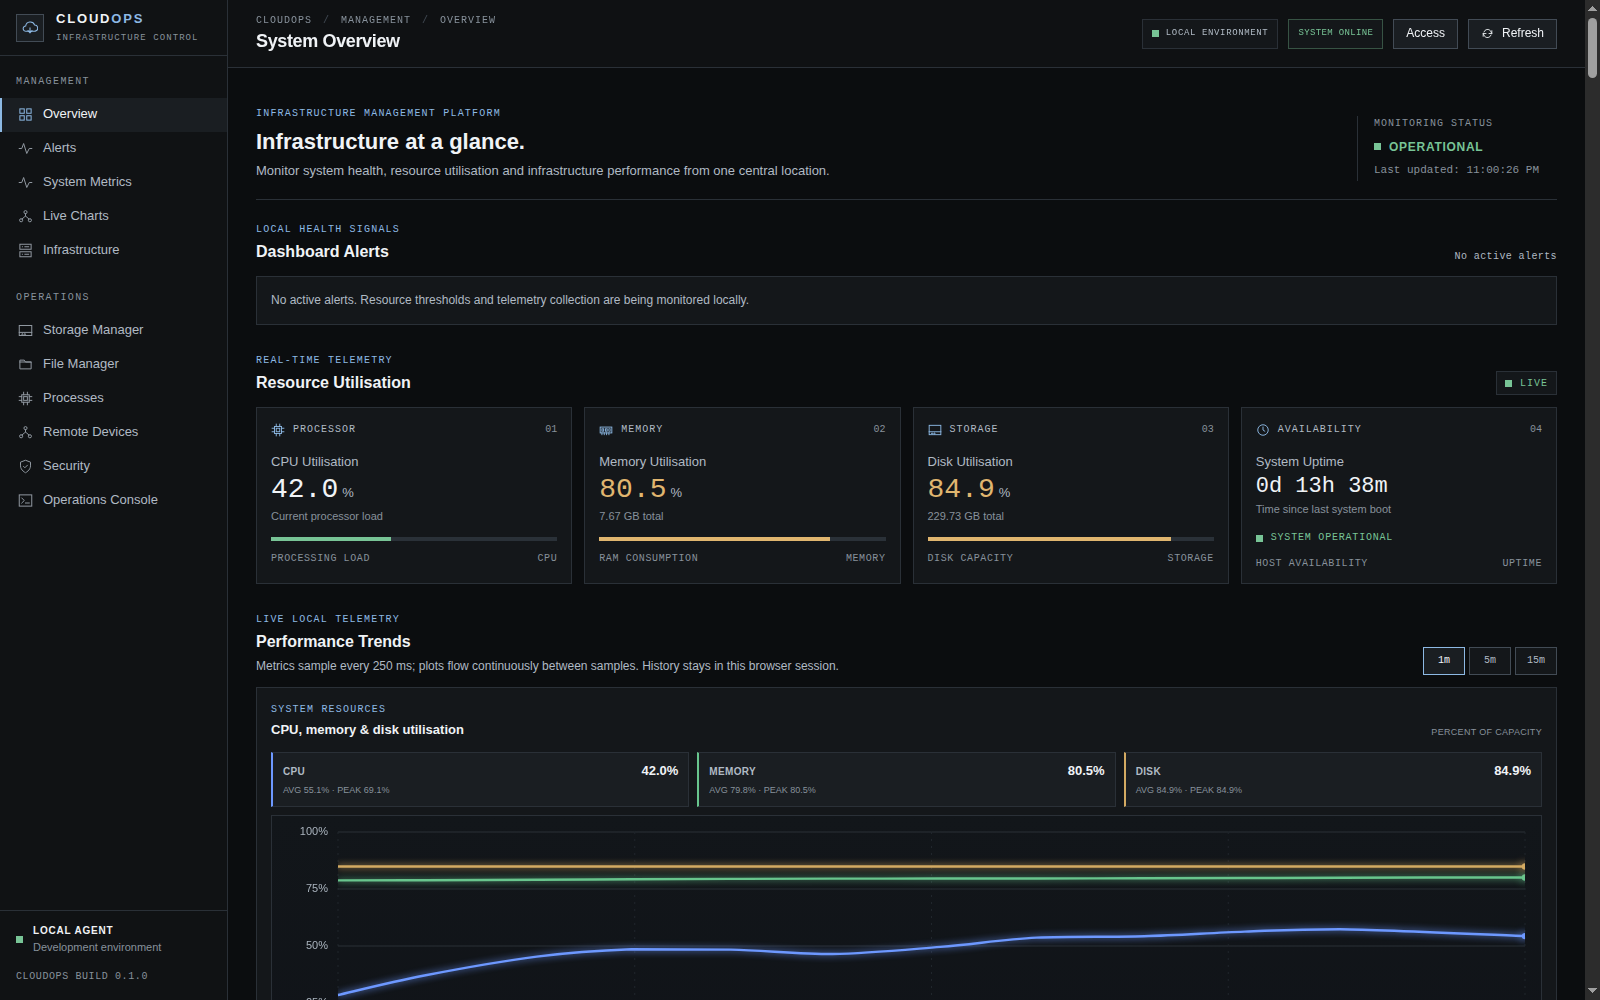 CLOUDOPS
INFRASTRUCTURE CONTROL
MANAGEMENT
Overview
Alerts
System Metrics
Live Charts
Infrastructure
OPERATIONS
Storage Manager
File Manager
Processes
Remote Devices
Security
Operations Console
LOCAL AGENT
Development environment
CLOUDOPS BUILD 0.1.0
CLOUDOPS / MANAGEMENT / OVERVIEW
System Overview
LOCAL ENVIRONMENT
SYSTEM ONLINE
Access
Refresh
INFRASTRUCTURE MANAGEMENT PLATFORM
Infrastructure at a glance.
Monitor system health, resource utilisation and infrastructure performance from one central location.
MONITORING STATUS
OPERATIONAL
Last updated: 11:00:26 PM
LOCAL HEALTH SIGNALS
Dashboard Alerts
No active alerts
No active alerts. Resource thresholds and telemetry collection are being monitored locally.
REAL-TIME TELEMETRY
Resource Utilisation
LIVE
PROCESSOR 01
CPU Utilisation
42.0 %
Current processor load
PROCESSING LOAD CPU
MEMORY 02
Memory Utilisation
80.5 %
7.67 GB total
RAM CONSUMPTION MEMORY
STORAGE 03
Disk Utilisation
84.9 %
229.73 GB total
DISK CAPACITY STORAGE
AVAILABILITY 04
System Uptime
0d 13h 38m
Time since last system boot
SYSTEM OPERATIONAL
HOST AVAILABILITY UPTIME
LIVE LOCAL TELEMETRY
Performance Trends
Metrics sample every 250 ms; plots flow continuously between samples. History stays in this browser session.
1m 5m 15m
SYSTEM RESOURCES
CPU, memory & disk utilisation
PERCENT OF CAPACITY
CPU 42.0%
AVG 55.1% · PEAK 69.1%
MEMORY 80.5%
AVG 79.8% · PEAK 80.5%
DISK 84.9%
AVG 84.9% · PEAK 84.9%
100%
75%
50%
25%